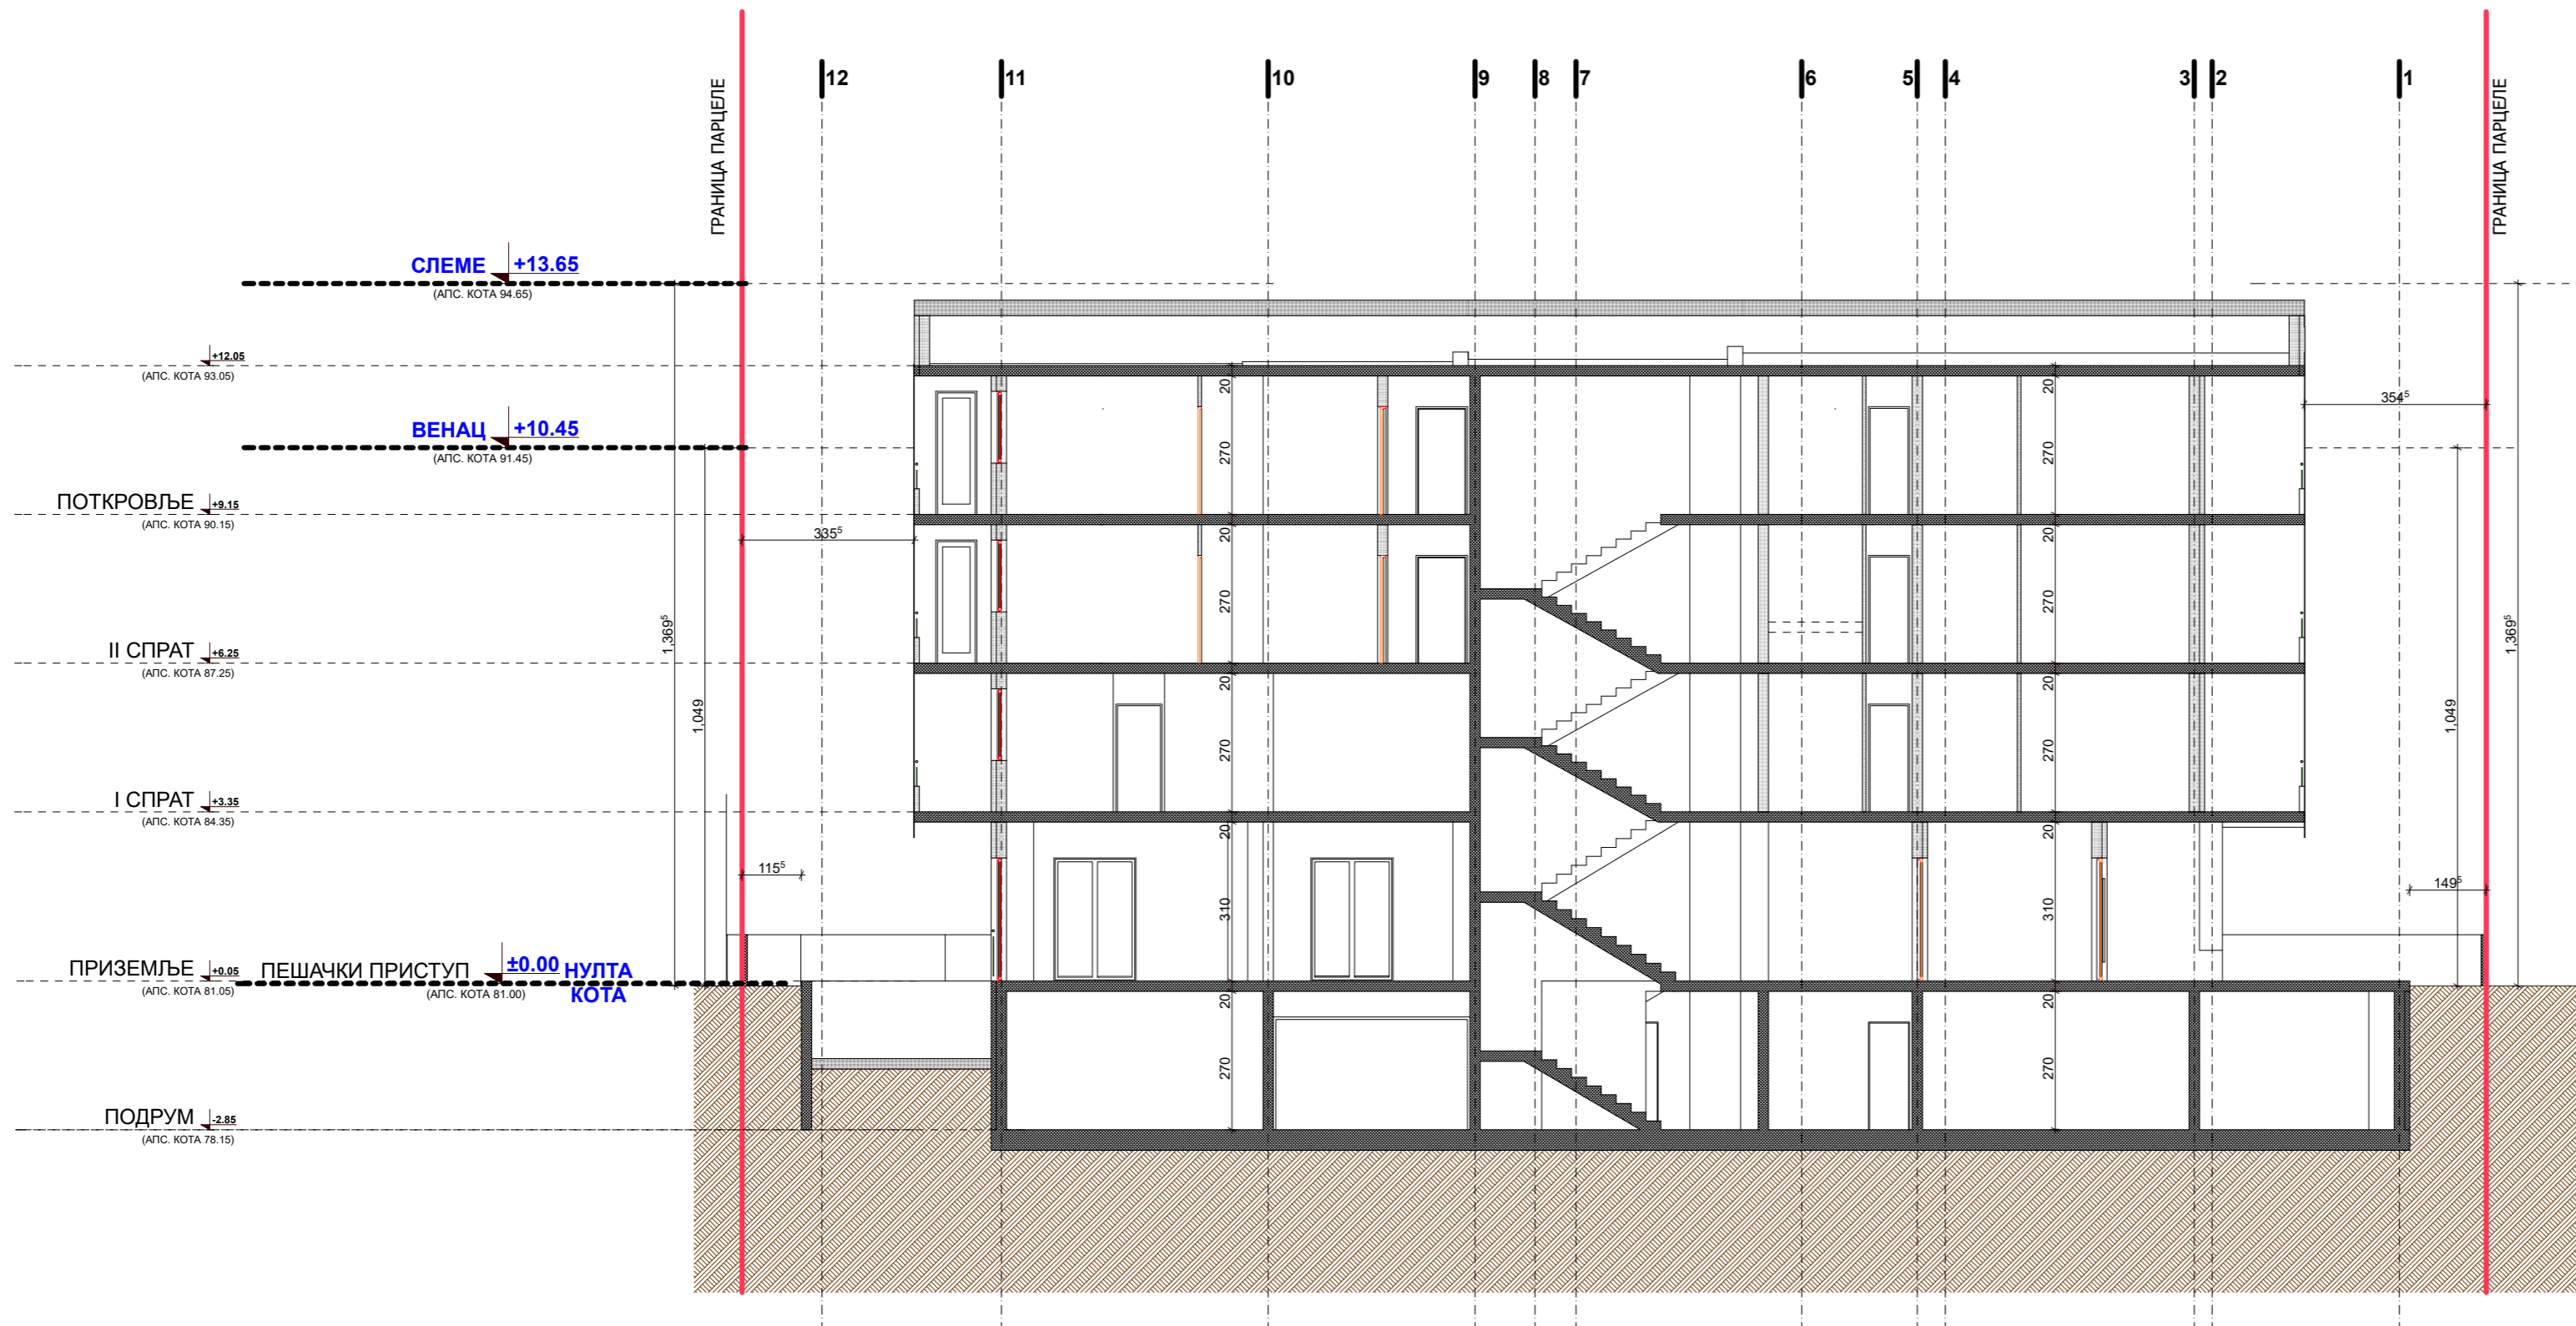 ГРАНИЦА ПАРЦЕЛЕ
12
11
10
9
8
7
6
5
4
3
2
1
ГРАНИЦА ПАРЦЕЛЕ
СЛЕМЕ +13.65
(АПС. КОТА 94.65)
+12.05
(АПС. КОТА 93.05)
ВЕНАЦ +10.45
(АПС. КОТА 91.45)
ПОТКРОВЉЕ +9.15
(АПС. КОТА 90.15)
II СПРАТ +6.25
(АПС. КОТА 87.25)
I СПРАТ +3.35
(АПС. КОТА 84.35)
ПРИЗЕМЉЕ +0.05
(АПС. КОТА 81.05)
ПЕШАЧКИ ПРИСТУП ±0.00 НУЛТА
КОТА
(АПС. КОТА 81.00)
ПОДРУМ -2.85
(АПС. КОТА 78.15)
1,369⁵
1,049
335⁵
115⁵
20
270
20
270
20
270
20
310
20
270
20
270
20
270
20
270
20
310
20
270
354⁵
149⁵
1,049
1,369⁵